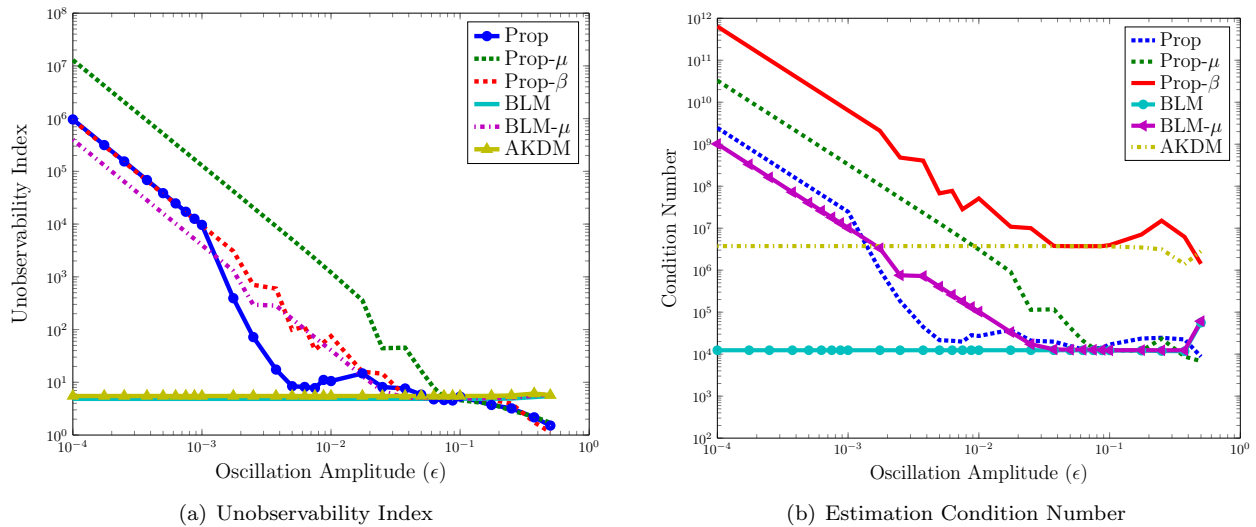 10^8
10^7
10^6
10^5
10^4
10^3
10^2
10^1
10^0
Unobservability Index
10^-4
10^-3
10^-2
10^-1
10^0
Oscillation Amplitude (ϵ)
Prop
Prop-μ
Prop-β
BLM
BLM-μ
AKDM
(a) Unobservability Index
10^12
10^11
10^10
10^9
10^8
10^7
10^6
10^5
10^4
10^3
10^2
Condition Number
10^-4
10^-3
10^-2
10^-1
10^0
Oscillation Amplitude (ϵ)
Prop
Prop-μ
Prop-β
BLM
BLM-μ
AKDM
(b) Estimation Condition Number